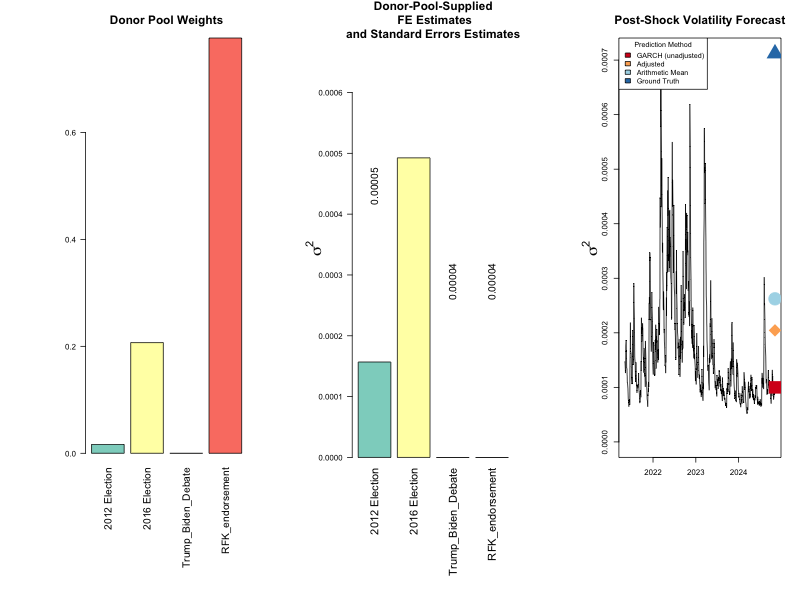 Donor Pool Weights
0.0
0.2
0.4
0.6
2012 Election
2016 Election
Trump_Biden_Debate
RFK_endorsement
Donor-Pool-Supplied
FE Estimates
and Standard Errors Estimates
σ2
0.0000
0.0001
0.0002
0.0003
0.0004
0.0005
0.0006
0.00005
0.00004
0.00004
2012 Election
2016 Election
Trump_Biden_Debate
RFK_endorsement
Post-Shock Volatility Forecast
Prediction Method
GARCH (unadjusted)
Adjusted
Arithmetic Mean
Ground Truth
σ2
0.0000
0.0001
0.0002
0.0003
0.0004
0.0005
0.0006
0.0007
2022
2023
2024